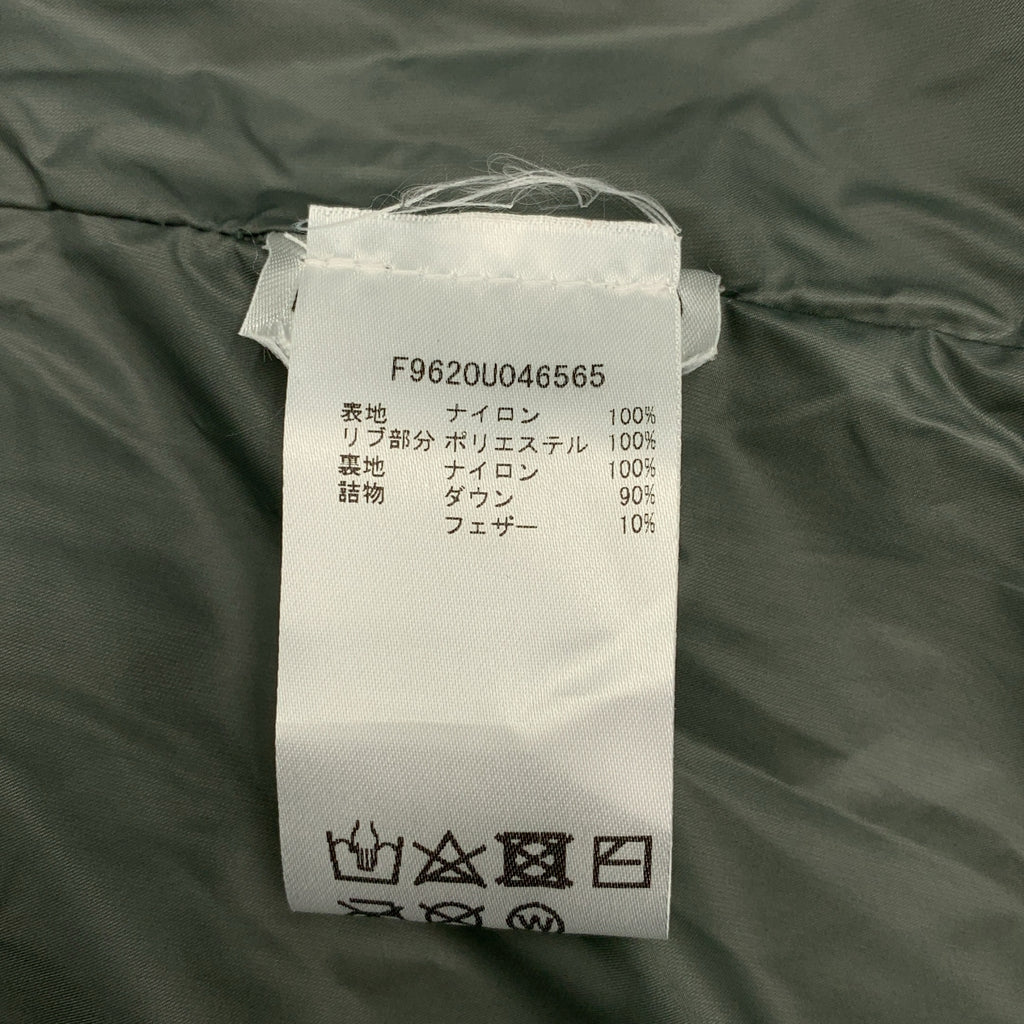 F9620U046565
表地 ナイロン 100%
リブ部分 ポリエステル 100%
裏地 ナイロン 100%
詰物 ダウン 90%
フェザー 10%
W